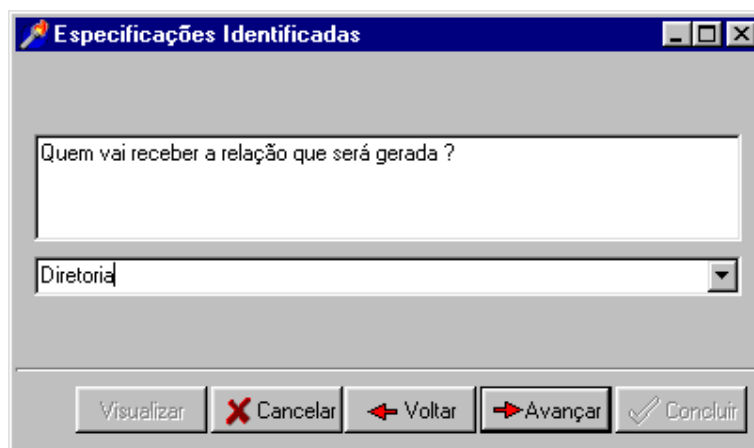 Especificações Identificadas
Quem vai receber a relação que será gerada ?
Diretoria
Visualizar Cancelar Voltar Avançar Concluir